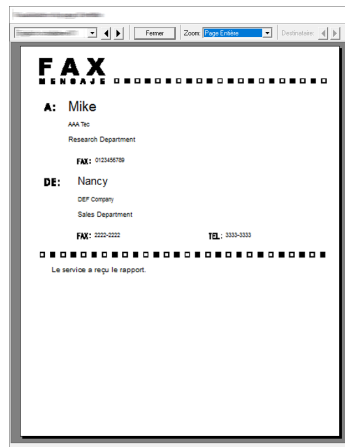 Fermer Zoom: Page Entière Destinataire
FAX
MENSAJE
A: Mike
AAA Tec
Research Department
FAX: 0123456789
DE: Nancy
DEF Company
Sales Department
FAX: 2222-2222 TEL: 3333-3333
Le service a reçu le rapport.